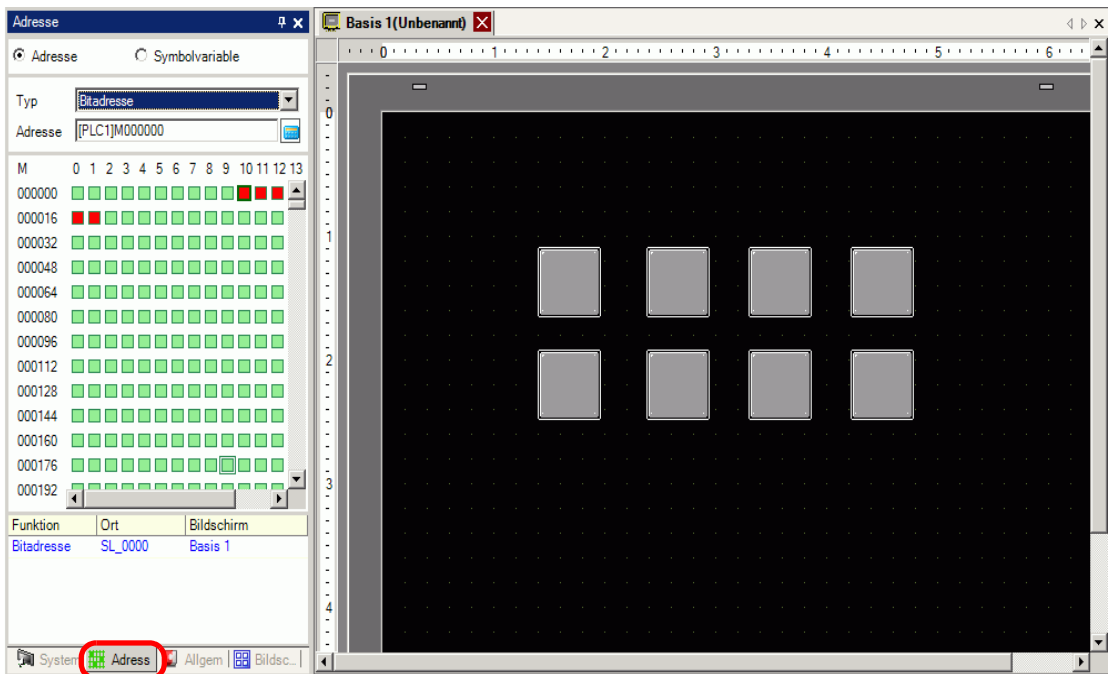 Adresse
Basis 1(Unbenannt)
Adresse Symbolvariable
0 1 2 3 4 5 6
Typ Bitadresse
Adresse [PLC1]M000000
M 0 1 2 3 4 5 6 7 8 9 10 11 12 13
000000
000016
000032
000048
000064
000080
000096
000112
000128
000144
000160
000176
000192
Funktion Ort Bildschirm
Bitadresse SL_0000 Basis 1
System Adress Allgem Bildsc...
0
1
2
3
4